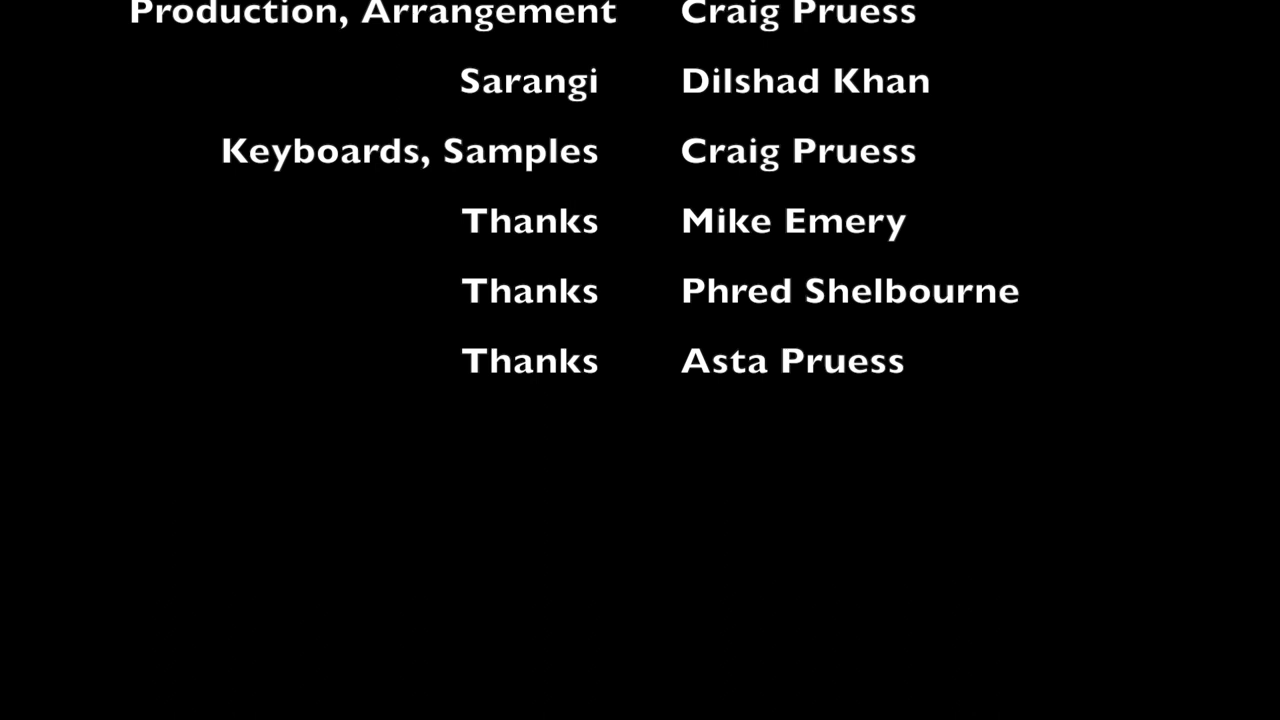 Production, Arrangement Craig Pruess
Sarangi Dilshad Khan
Keyboards, Samples Craig Pruess
Thanks Mike Emery
Thanks Phred Shelbourne
Thanks Asta Pruess